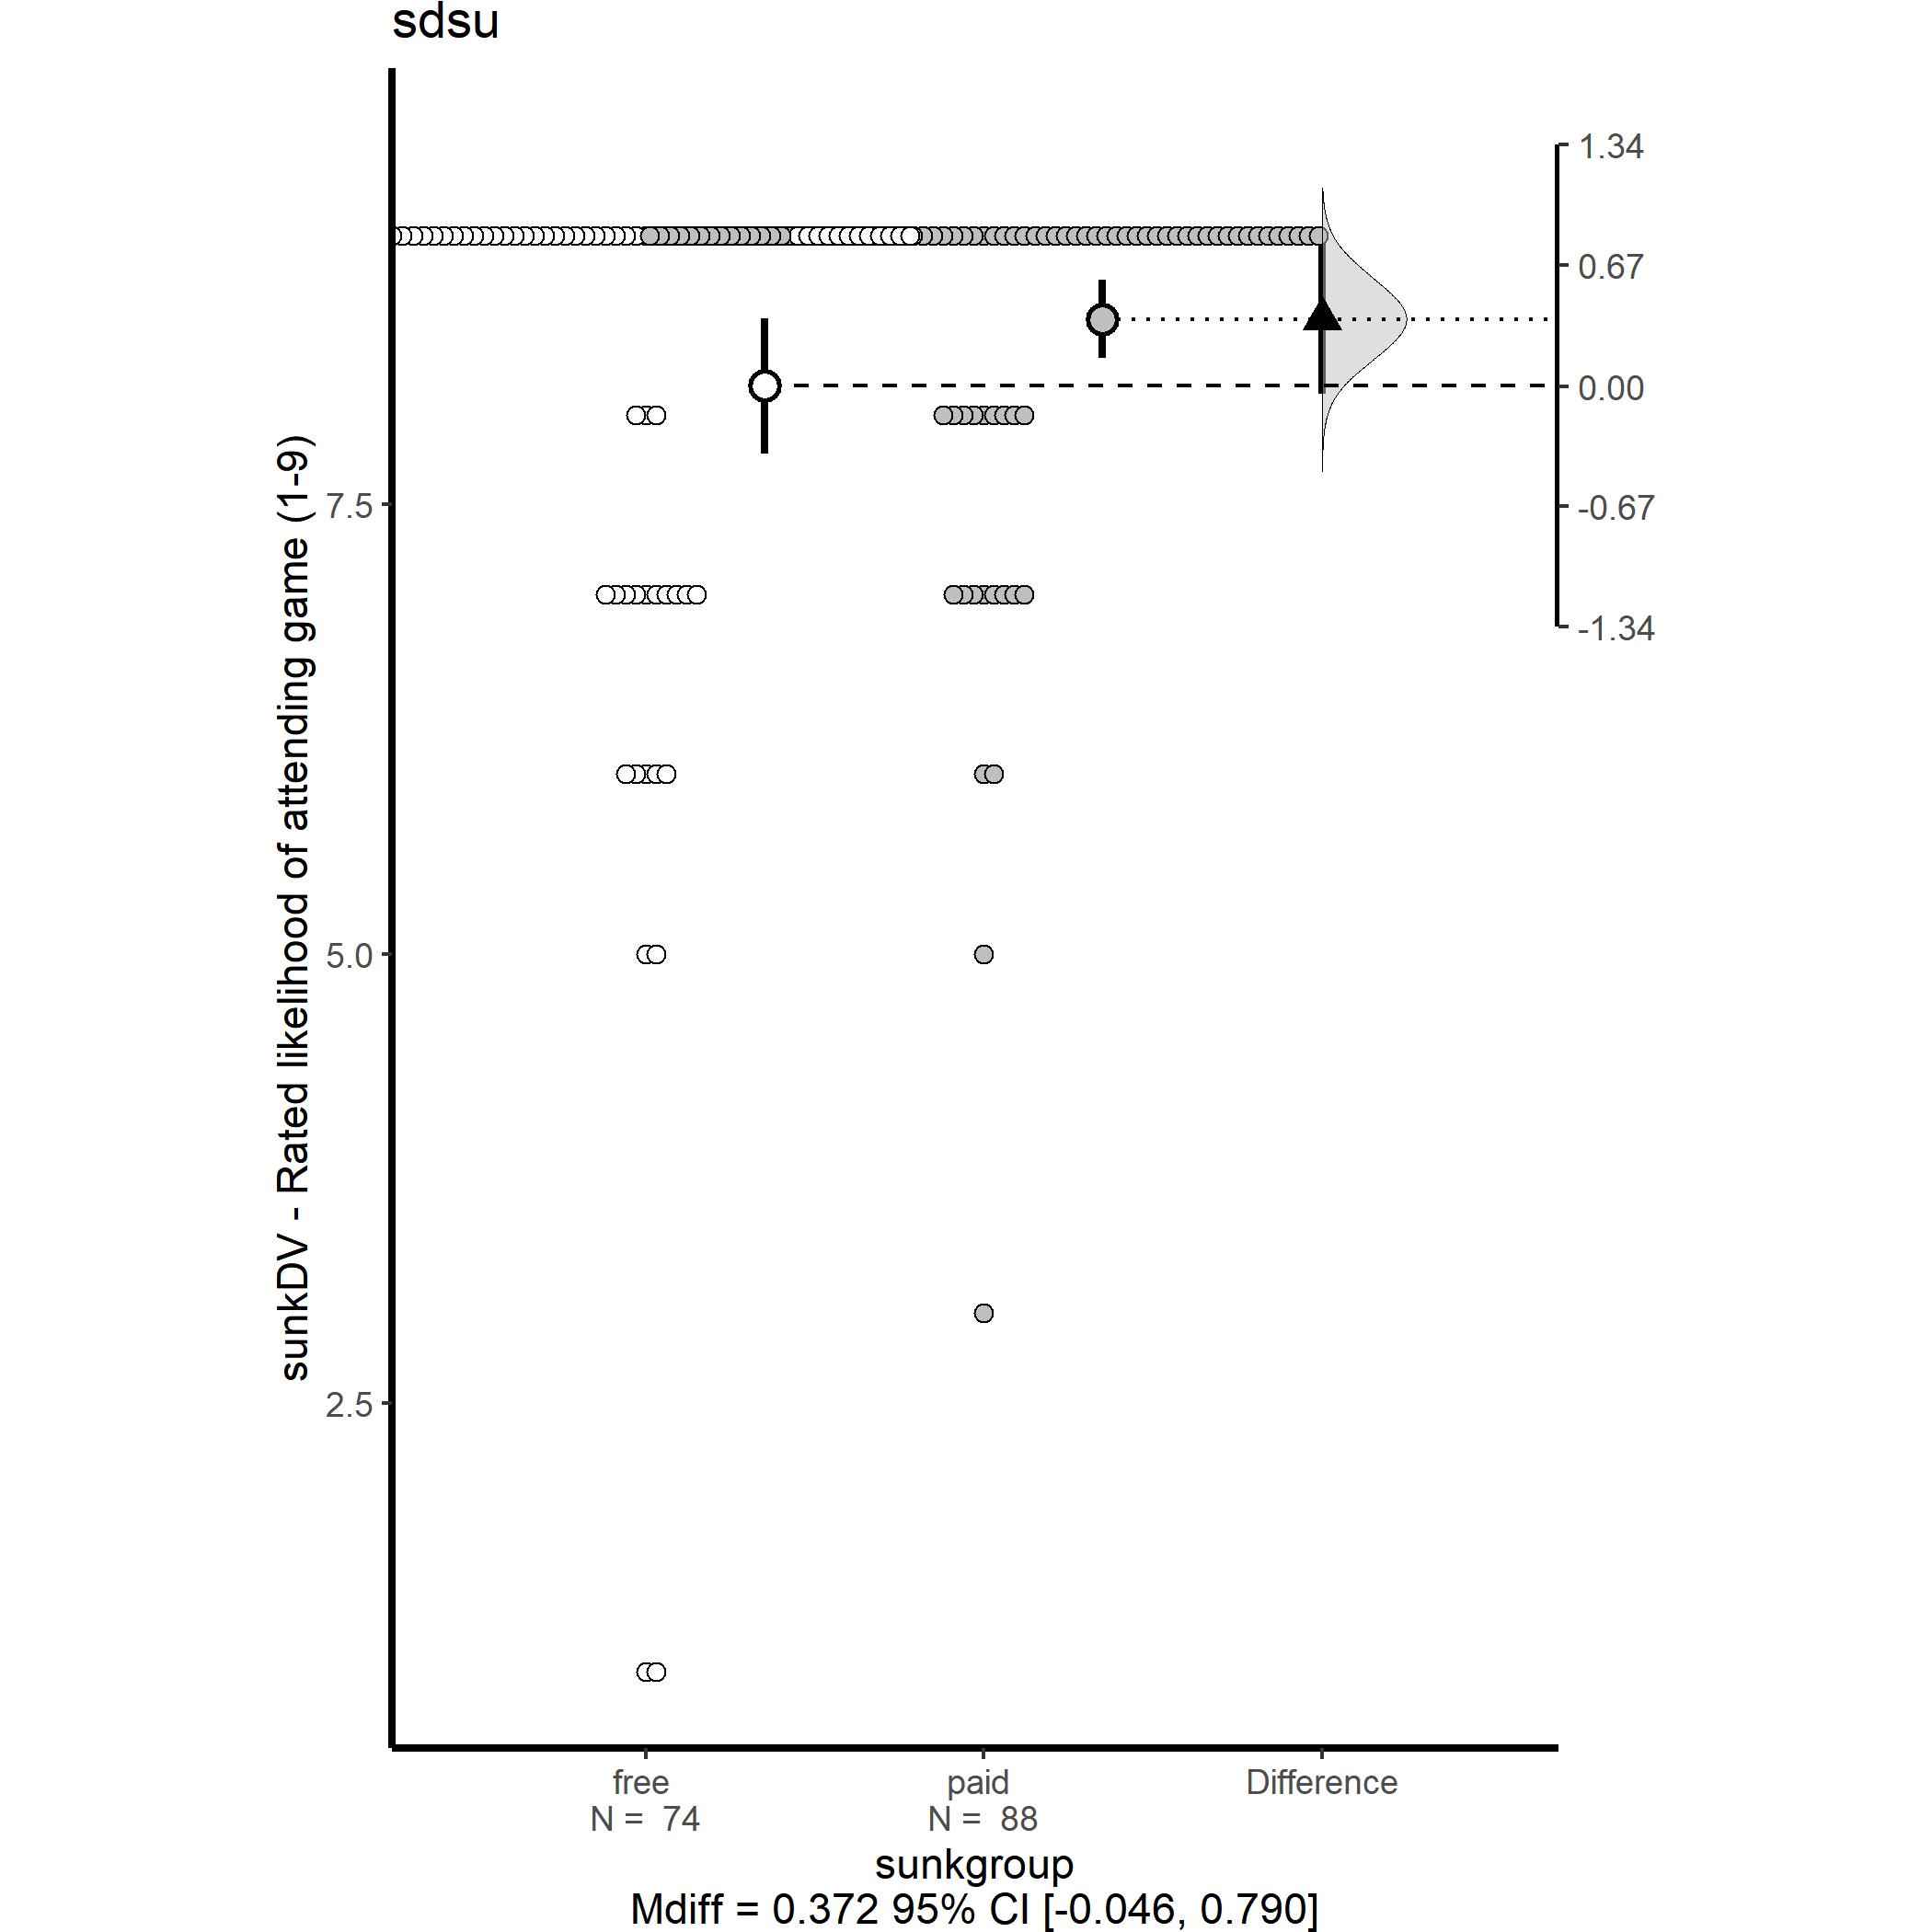 sdsu
sunkDV - Rated likelihood of attending game (1-9)
7.5
5.0
2.5
1.34
0.67
0.00
-0.67
-1.34
free
N =  74
paid
N =  88
Difference
sunkgroup
Mdiff = 0.372 95% CI [-0.046, 0.790]